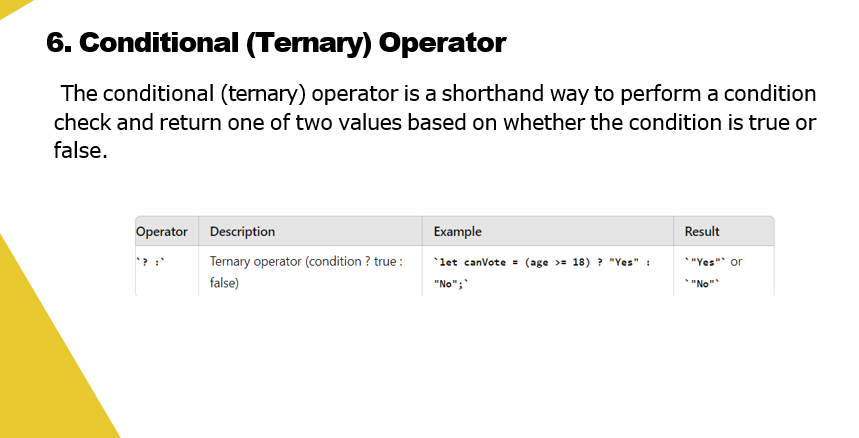 6. Conditional (Ternary) Operator
The conditional (ternary) operator is a shorthand way to perform a condition
check and return one of two values based on whether the condition is true or
false.
Operator Description Example Result
`? :` Ternary operator (condition ? true : `let canVote = (age >= 18) ? "Yes" : `"Yes"` or
false) "No";` `"No"`